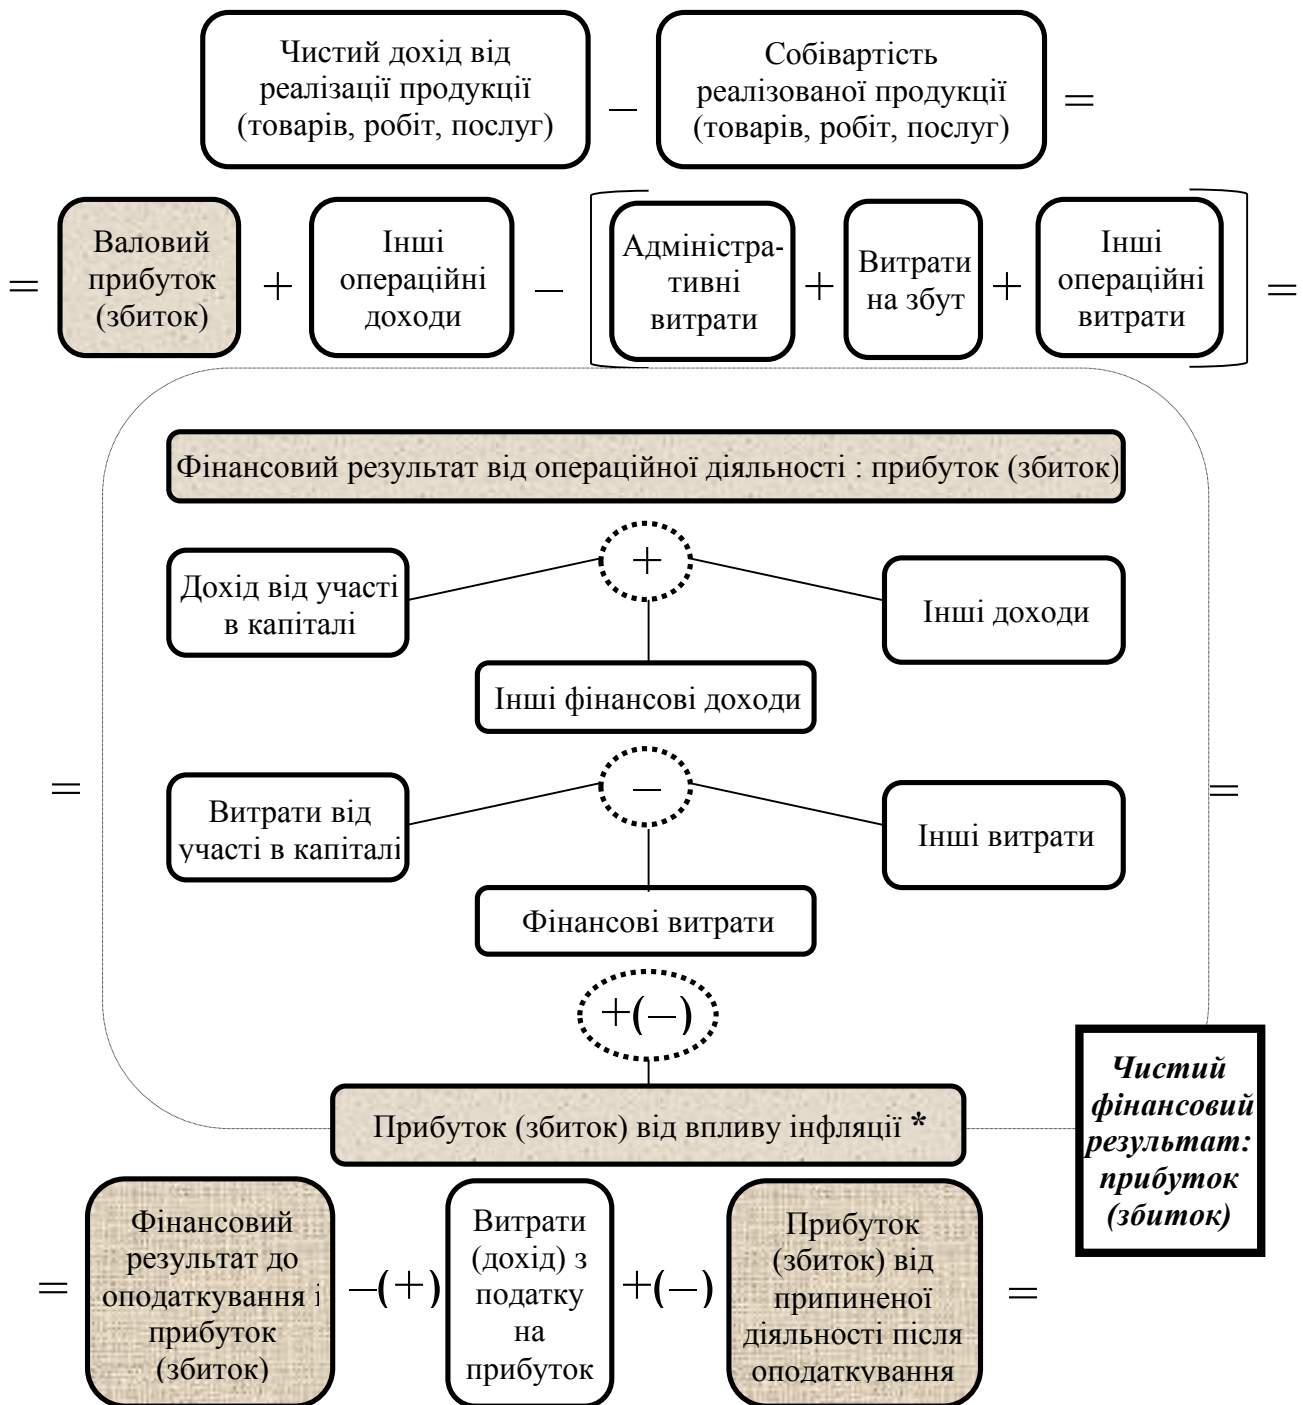 Чистий дохід від
реалізації продукції
(товарів, робіт, послуг)
–
Собівартість
реалізованої продукції
(товарів, робіт, послуг)
=
=
Валовий
прибуток
(збиток)
+
Інші
операційні
доходи
–
Адміністра-
тивні
витрати
+
Витрати
на збут
+
Інші
операційні
витрати
=
Фінансовий результат від операційної діяльності : прибуток (збиток)
+
Дохід від участі
в капіталі
Інші доходи
Інші фінансові доходи
=
–
=
Витрати від
участі в капіталі
Інші витрати
Фінансові витрати
+(–)
Прибуток (збиток) від впливу інфляції *
Чистий
фінансовий
результат:
прибуток
(збиток)
=
Фінансовий
результат до
оподаткування і
прибуток
(збиток)
–(+)
Витрати
(дохід) з
податку
на
прибуток
+(–)
Прибуток
(збиток) від
припиненої
діяльності після
оподаткування
=